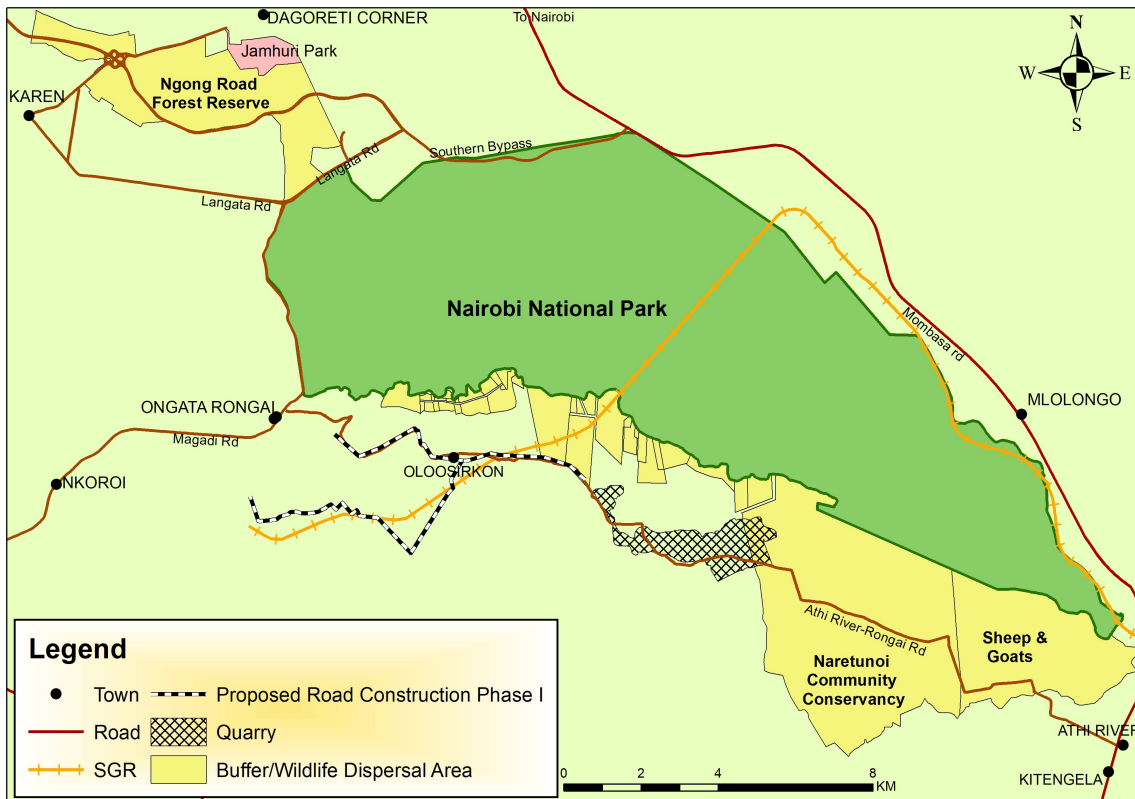 DAGORETI CORNER
To Nairobi
N
W
E
S
Jamhuri Park
Ngong Road
Forest Reserve
KAREN
Southern Bypass
Langata Rd
Langata Rd
Nairobi National Park
Mombasa rd
MLOLONGO
ONGATA RONGAI
Magadi Rd
OLOOSIRKON
NKOROI
Athi River-Rongai Rd
Sheep &
Goats
Naretunoi
Community
Conservancy
ATHI RIVER
KITENGELA
Legend
Town
Proposed Road Construction Phase I
Road
Quarry
SGR
Buffer/Wildlife Dispersal Area
0 2 4 8
KM